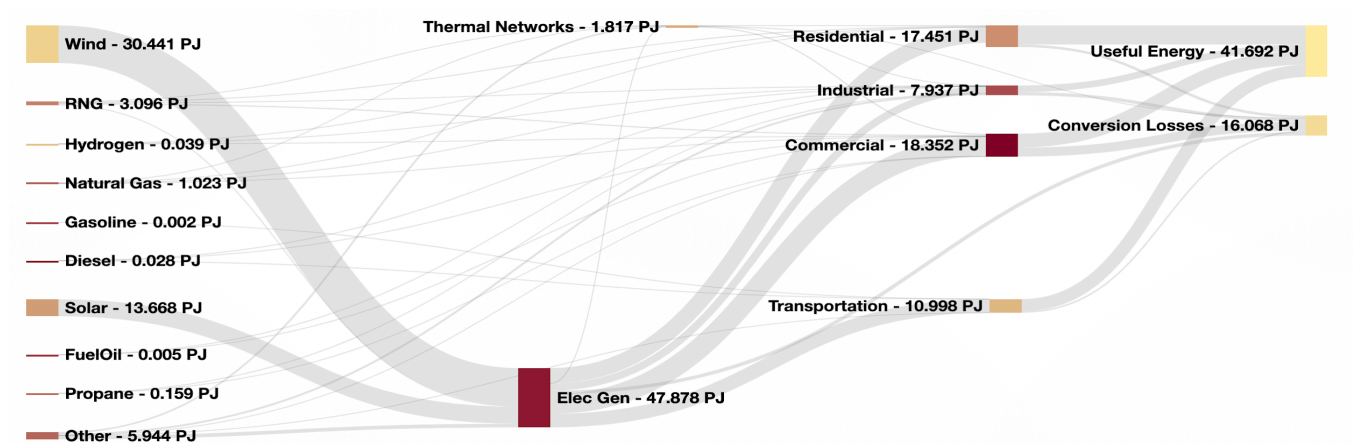 Wind - 30.441 PJ
RNG - 3.096 PJ
Hydrogen - 0.039 PJ
Natural Gas - 1.023 PJ
Gasoline - 0.002 PJ
Diesel - 0.028 PJ
Solar - 13.668 PJ
FuelOil - 0.005 PJ
Propane - 0.159 PJ
Other - 5.944 PJ
Elec Gen - 47.878 PJ
Thermal Networks - 1.817 PJ
Residential - 17.451 PJ
Industrial - 7.937 PJ
Commercial - 18.352 PJ
Transportation - 10.998 PJ
Useful Energy - 41.692 PJ
Conversion Losses - 16.068 PJ